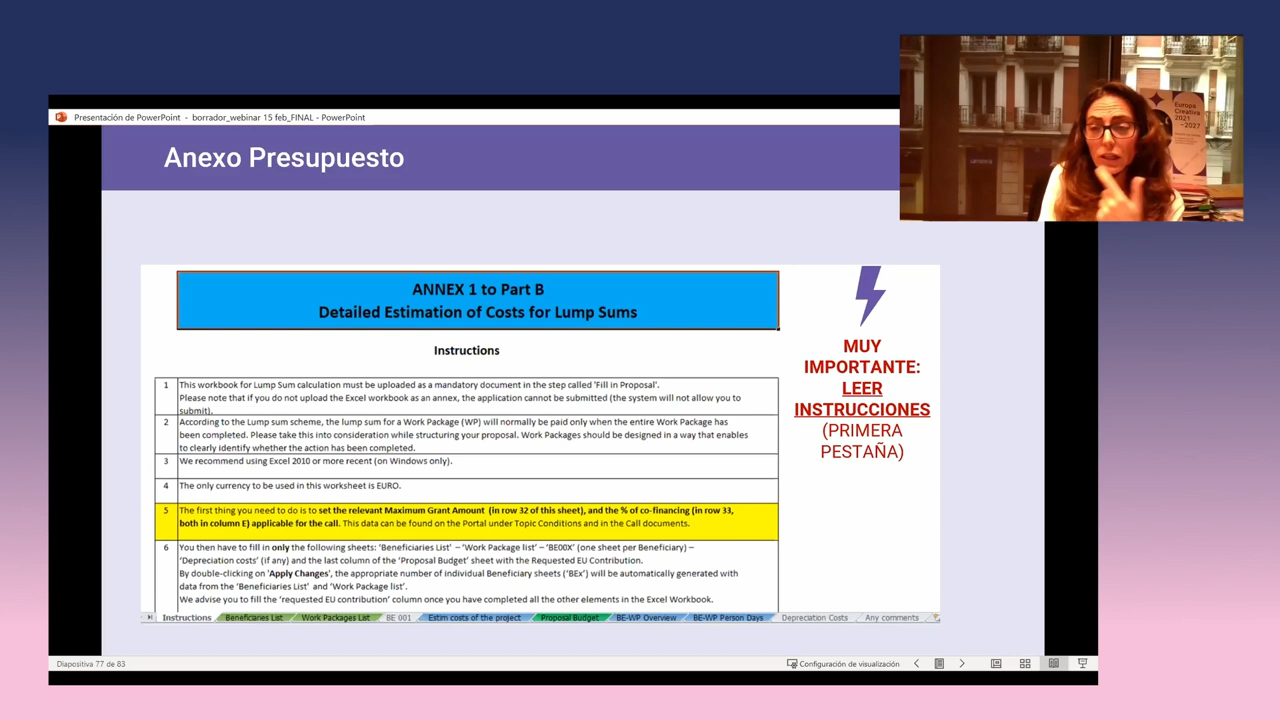 Presentación de PowerPoint - borrador_webinar 15 feb_FINAL - PowerPoint
Europa
Creativa
2021
–2027
Anexo Presupuesto
ANNEX 1 to Part B
Detailed Estimation of Costs for Lump Sums
Instructions
1 This workbook for Lump Sum calculation must be uploaded as a mandatory document in the step called 'Fill in Proposal'.
Please note that if you do not upload the Excel workbook as an annex, the application cannot be submitted (the system will not allow you to
submit).
2 According to the Lump sum scheme, the lump sum for a Work Package (WP) will normally be paid only when the entire Work Package has
been completed. Please take this into consideration while structuring your proposal. Work Packages should be designed in a way that enables
to clearly identify whether the action has been completed.
3 We recommend using Excel 2010 or more recent (on Windows only).
4 The only currency to be used in this worksheet is EURO.
5 The first thing you need to do is to set the relevant Maximum Grant Amount (in row 32 of this sheet), and the % of co-financing (in row 33,
both in column E) applicable for the call. This data can be found on the Portal under Topic Conditions and in the Call documents.
6 You then have to fill in only the following sheets: 'Beneficiaries List' – 'Work Package list' – 'BE00X' (one sheet per Beneficiary) –
'Depreciation costs' (if any) and the last column of the 'Proposal Budget' sheet with the Requested EU Contribution.
By double-clicking on 'Apply Changes', the appropriate number of individual Beneficiary sheets ('BEx') will be automatically generated with
data from the 'Beneficiaries List' and 'Work Package list'.
We advise you to fill the 'requested EU contribution' column once you have completed all the other elements in the Excel Workbook.
MUY
IMPORTANTE:
LEER
INSTRUCCIONES
(PRIMERA
PESTAÑA)
Instructions Beneficiaries List Work Packages List BE 001 Estim costs of the project Proposal Budget BE-WP Overview BE-WP Person Days Depreciation Costs Any comments
Diapositiva 77 de 83
Configuración de visualización